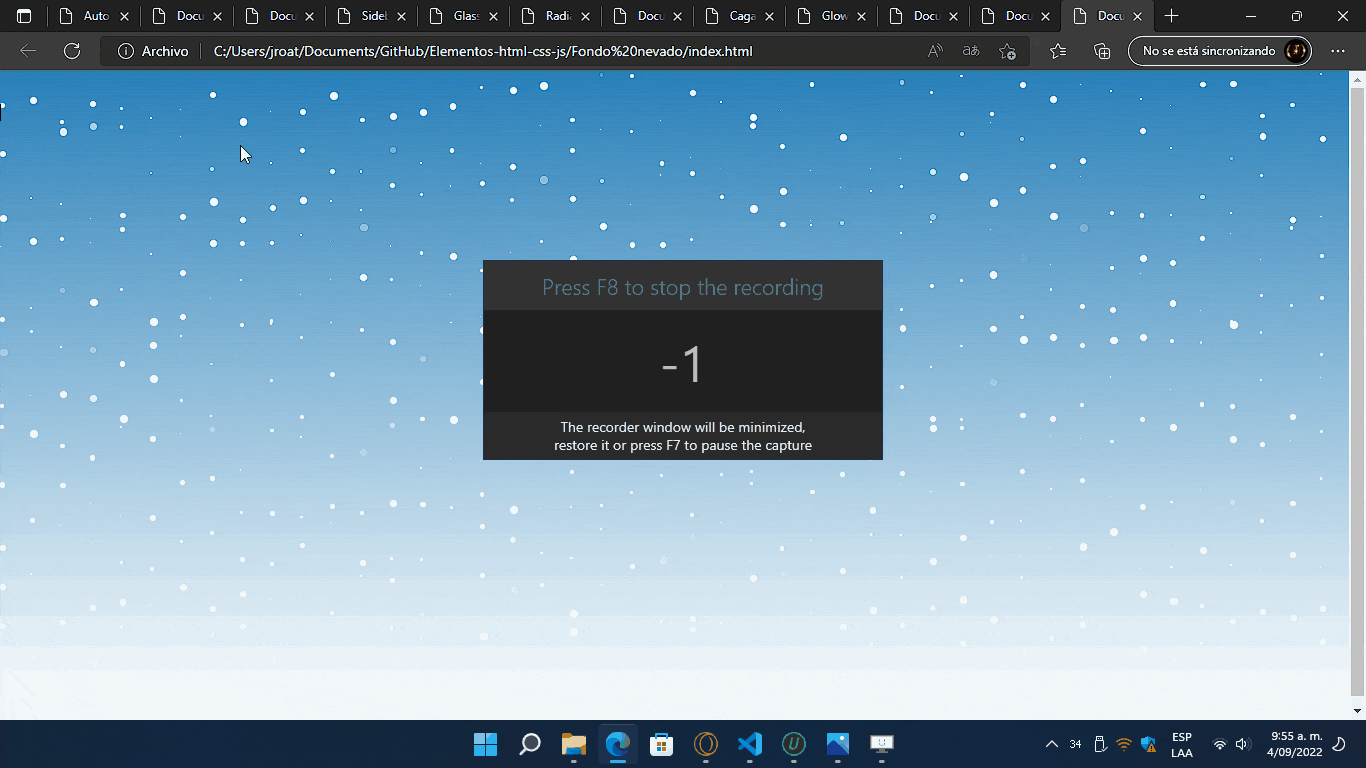 Auto
Docu
Docu
Sideb
Glass
Radia
Docu
Caga
Glow
Docu
Docu
Docu
Archivo
C:/Users/jroat/Documents/GitHub/Elementos-html-css-js/Fondo%20nevado/index.html
No se está sincronizando
Press F8 to stop the recording
-1
The recorder window will be minimized,
restore it or press F7 to pause the capture
34
ESP
LAA
9:55 a. m.
4/09/2022